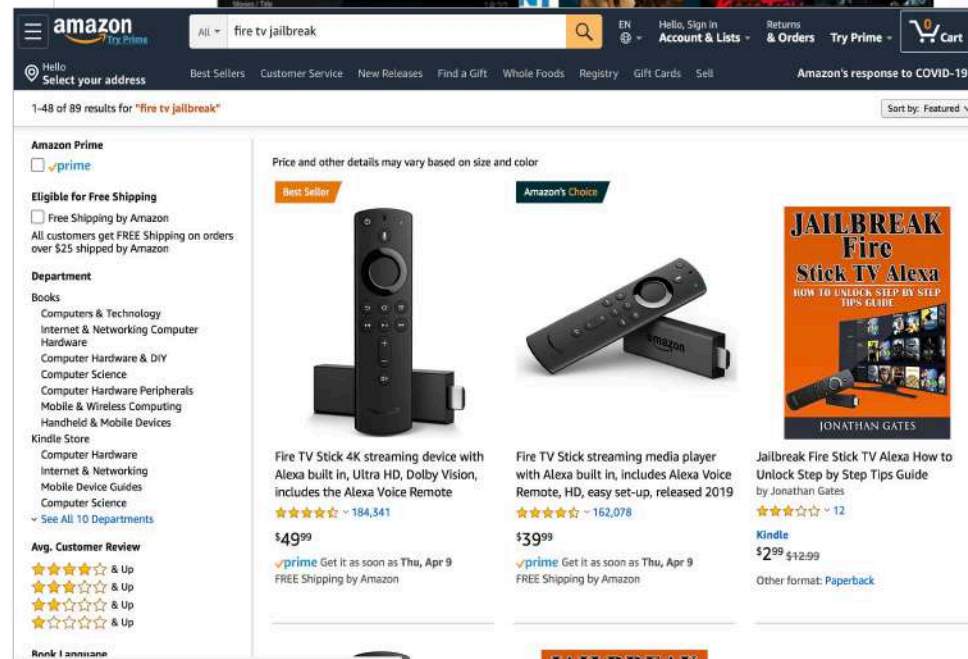 amazon
Try Prime
All
fire tv jailbreak
EN
Hello, Sign in
Account & Lists
Returns
& Orders
Try Prime
0
Cart
Hello
Select your address
Best Sellers
Customer Service
New Releases
Find a Gift
Whole Foods
Registry
Gift Cards
Sell
Amazon's response to COVID-19
1-48 of 89 results for "fire tv jailbreak"
Sort by: Featured
Amazon Prime
prime
Eligible for Free Shipping
Free Shipping by Amazon
All customers get FREE Shipping on orders
over $25 shipped by Amazon
Department
Books
Computers & Technology
Internet & Networking Computer
Hardware
Computer Hardware & DIY
Computer Science
Computer Hardware Peripherals
Mobile & Wireless Computing
Handheld & Mobile Devices
Kindle Store
Computer Hardware
Internet & Networking
Mobile Device Guides
Computer Science
See All 10 Departments
Avg. Customer Review
& Up
& Up
& Up
& Up
Book Language
Price and other details may vary based on size and color
Best Seller
Fire TV Stick 4K streaming device with
Alexa built in, Ultra HD, Dolby Vision,
includes the Alexa Voice Remote
184,341
$49 99
prime Get it as soon as Thu, Apr 9
FREE Shipping by Amazon
Amazon's Choice
amazon
Fire TV Stick streaming media player
with Alexa built in, includes Alexa Voice
Remote, HD, easy set-up, released 2019
162,078
$39 99
prime Get it as soon as Thu, Apr 9
FREE Shipping by Amazon
JAILBREAK
Fire
Stick TV Alexa
HOW TO UNLOCK STEP BY STEP
TIPS GUIDE
JONATHAN GATES
Jailbreak Fire Stick TV Alexa How to
Unlock Step by Step Tips Guide
by Jonathan Gates
12
Kindle
$2 99 $12.99
Other format: Paperback